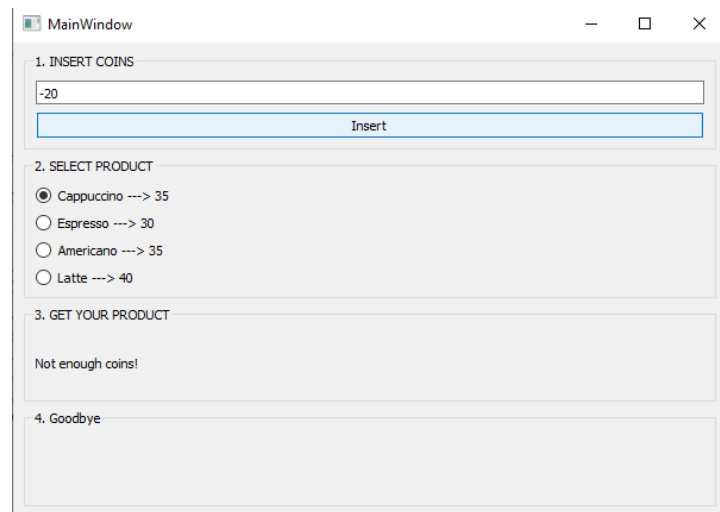 MainWindow
1. INSERT COINS
-20
Insert
2. SELECT PRODUCT
Cappuccino ---> 35
Espresso ---> 30
Americano ---> 35
Latte ---> 40
3. GET YOUR PRODUCT
Not enough coins!
4. Goodbye